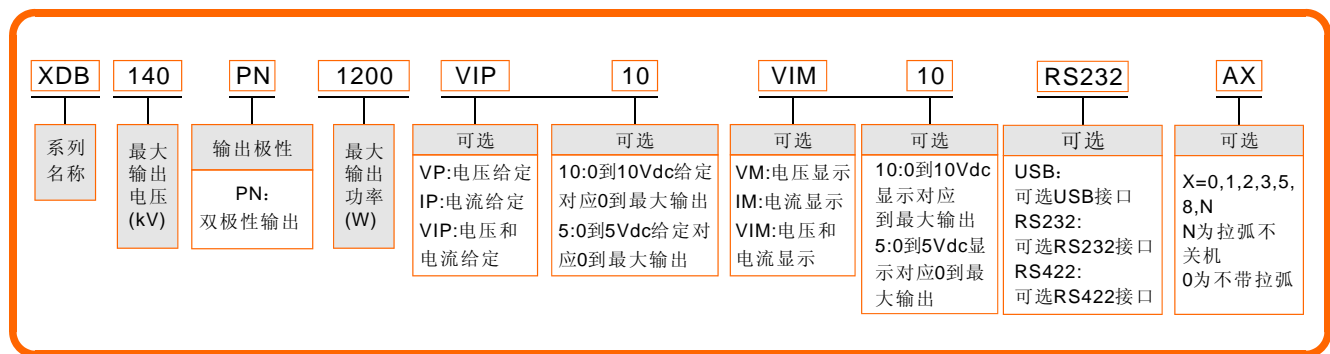 XDB 140 PN 1200 VIP 10 VIM 10 RS232 AX
系列
名称
最大
输出
电压
(kV)
输出极性
PN：
双极性输出
最大
输出
功率
(W)
可选
VP:电压给定
IP:电流给定
VIP:电压和
电流给定
可选
10:0到10Vdc给定
对应0到最大输出
5:0到5Vdc给定对
应0到最大输出
可选
VM:电压显示
IM:电流显示
VIM:电压和
电流显示
可选
10:0到10Vdc
显示对应
到最大输出
5:0到5Vdc显
示对应0到最
大输出
可选
USB:
可选USB接口
RS232:
可选RS232接口
RS422:
可选RS422接口
可选
X=0,1,2,3,5,
8,N
N为拉弧不
关机
0为不带拉弧